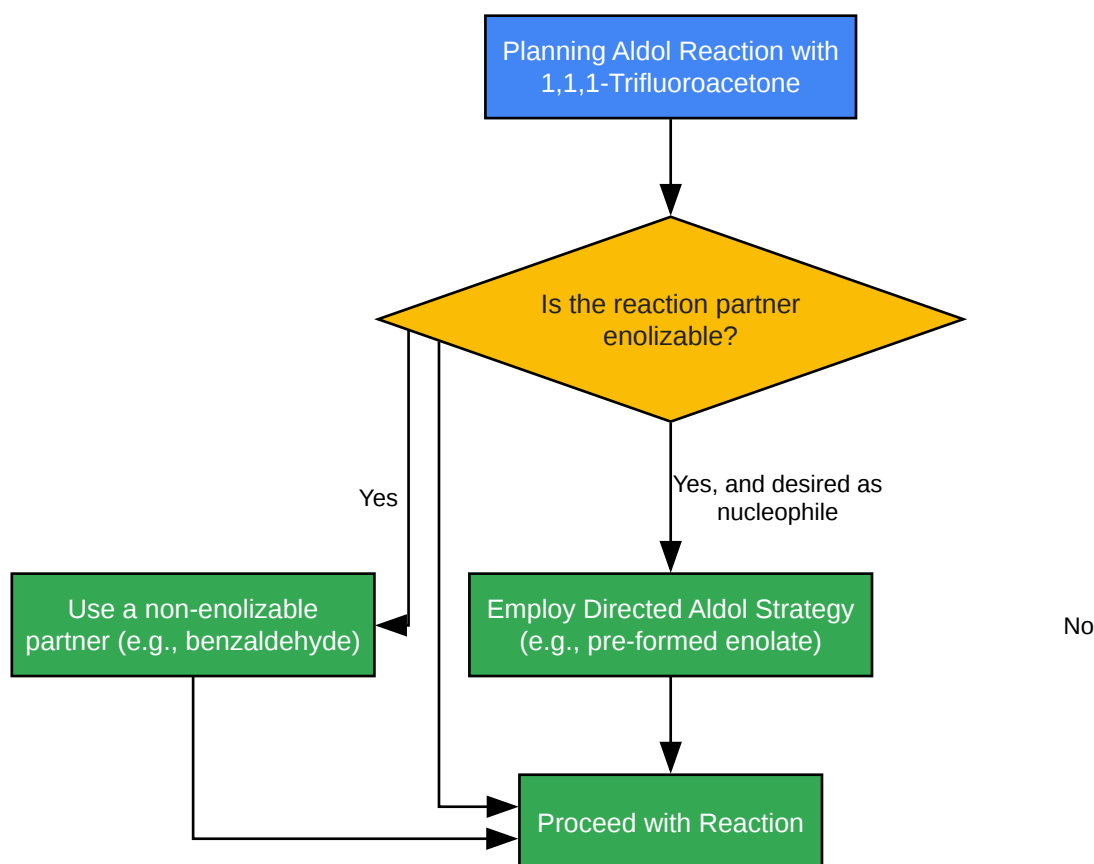 Planning Aldol Reaction with
1,1,1-Trifluoroacetone
Is the reaction partner
enolizable?
Yes
Yes, and desired as
nucleophile
Use a non-enolizable
partner (e.g., benzaldehyde)
Employ Directed Aldol Strategy
(e.g., pre-formed enolate)
No
Proceed with Reaction